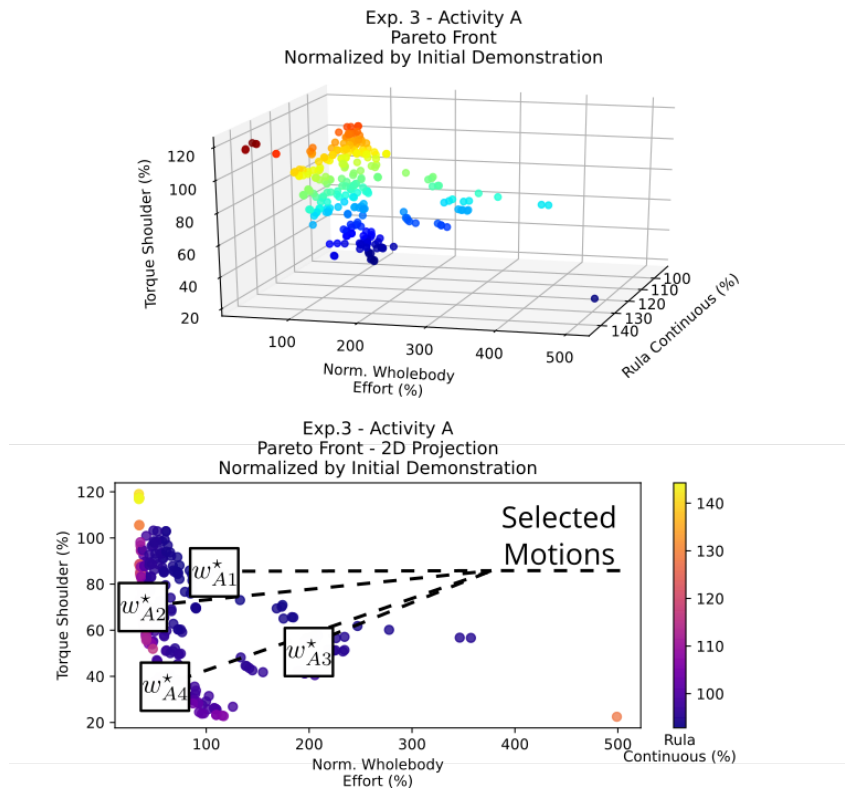 Exp. 3 - Activity A
Pareto Front
Normalized by Initial Demonstration
120
100
80
60
40
20
Torque Shoulder (%)
100
200
300
400
500
Norm. Wholebody
Effort (%)
100
110
120
130
140
Rula Continuous (%)
Exp.3 - Activity A
Pareto Front - 2D Projection
Normalized by Initial Demonstration
120
100
80
60
40
20
Torque Shoulder (%)
Selected
Motions
w*A1
w*A2
w*A3
w*A4
100
200
300
400
500
Norm. Wholebody
Effort (%)
140
130
120
110
100
Rula
Continuous (%)